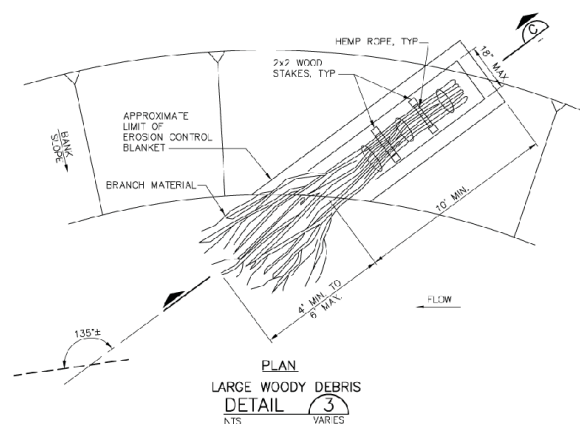 HEMP ROPE, TYP
C
18" MAX
2x2 WOOD
STAKES, TYP
APPROXIMATE
LIMIT OF
EROSION CONTROL
BLANKET
BANK
SLOPE
BRANCH MATERIAL
10' MIN.
4' MIN. TO
6' MAX.
FLOW
135°±
PLAN
LARGE WOODY DEBRIS
DETAIL 3
NTS VARIES